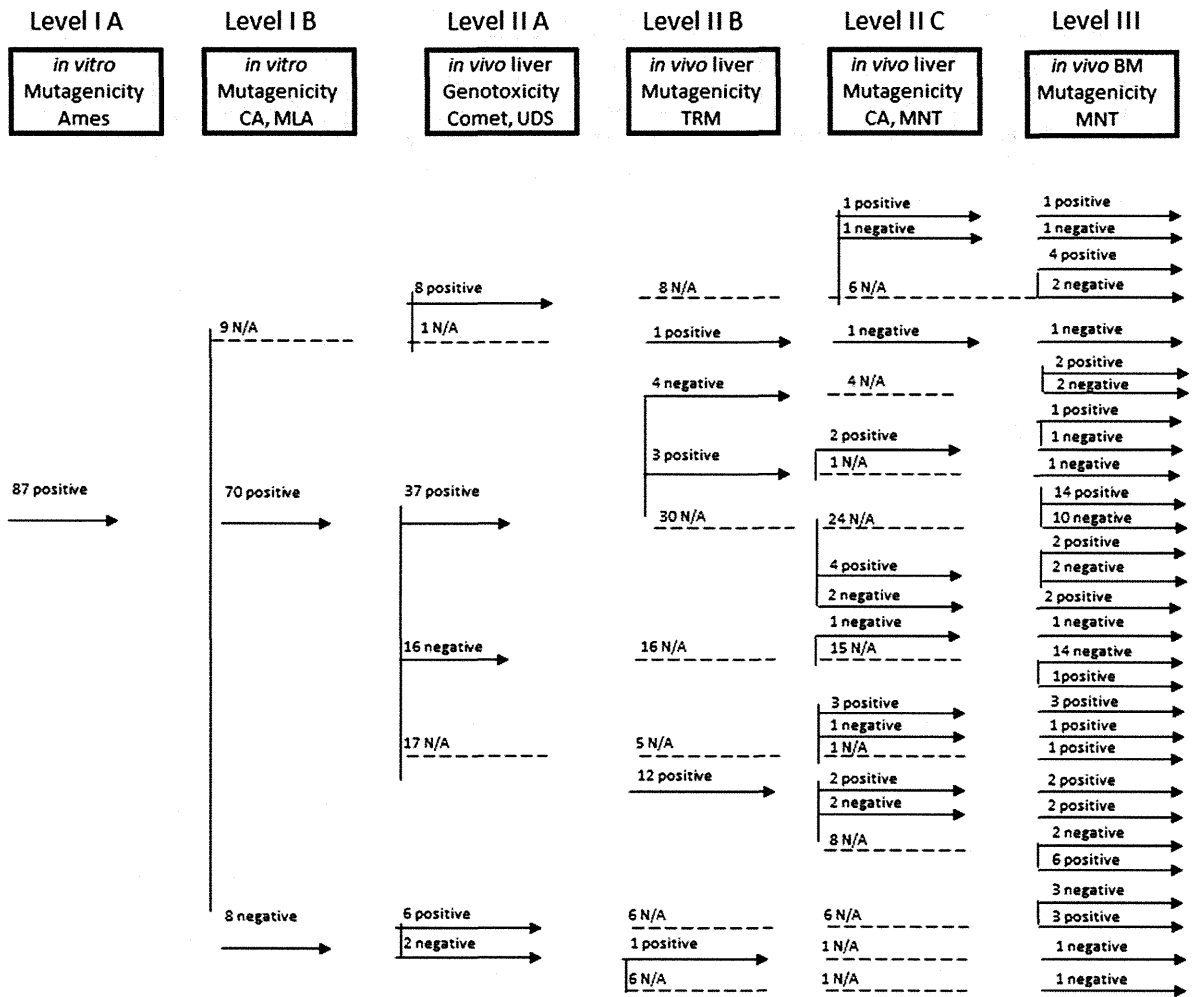 Level I A
Level I B
Level II A
Level II B
Level II C
Level III
in vitro
Mutagenicity
Ames
in vitro
Mutagenicity
CA, MLA
in vivo liver
Genotoxicity
Comet, UDS
in vivo liver
Mutagenicity
TRM
in vivo liver
Mutagenicity
CA, MNT
in vivo BM
Mutagenicity
MNT
1 positive
1 positive
1 negative
1 negative
4 positive
8 positive
8 N/A
6 N/A
2 negative
9 N/A
1 N/A
1 positive
1 negative
1 negative
2 positive
4 negative
4 N/A
2 negative
1 positive
2 positive
1 negative
3 positive
1 N/A
1 negative
87 positive
70 positive
37 positive
14 positive
30 N/A
24 N/A
10 negative
2 positive
4 positive
2 negative
2 negative
2 positive
1 negative
1 negative
16 negative
16 N/A
15 N/A
14 negative
1positive
3 positive
3 positive
1 negative
1 positive
17 N/A
5 N/A
1 N/A
1 positive
12 positive
2 positive
2 positive
2 negative
2 positive
2 negative
8 N/A
6 positive
3 negative
8 negative
6 positive
6 N/A
6 N/A
3 positive
2 negative
1 positive
1 N/A
1 negative
6 N/A
1 N/A
1 negative